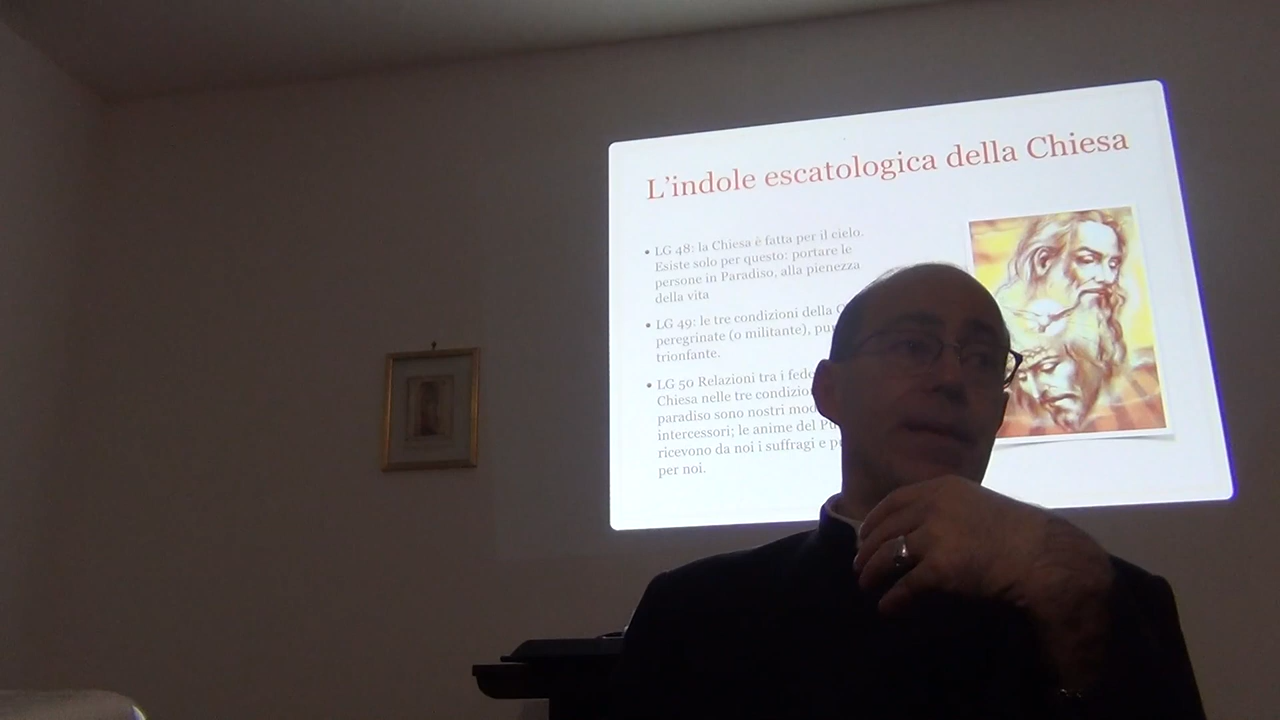 L'indole escatologica della Chiesa
• LG 48: la Chiesa è fatta per il cielo.
Esiste solo per questo: portare le
persone in Paradiso, alla pienezza
della vita
• LG 49: le tre condizioni della
peregrinate (o militante),
trionfante.
• LG 50 Relazioni tra i
Chiesa nelle tre
paradiso sono nostri
intercessori; le anime del
ricevono da noi i suffragi e
per noi.